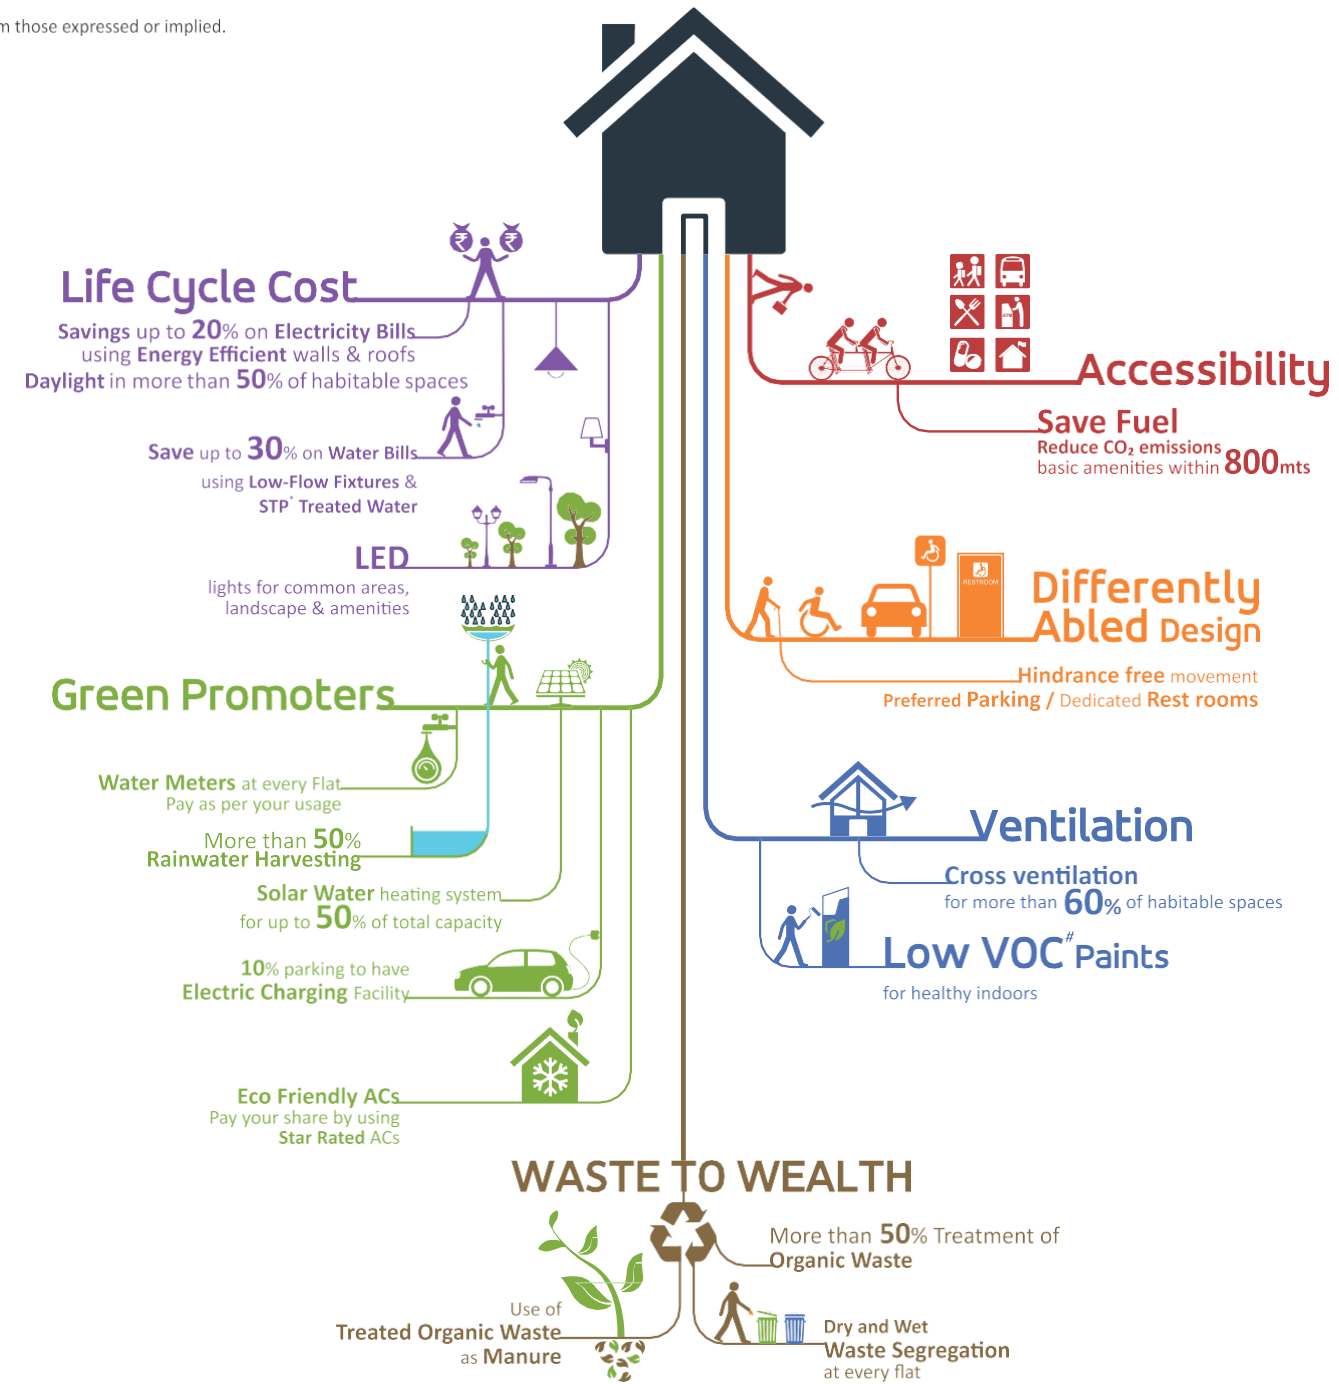 m those expressed or implied.
Life Cycle Cost
Savings up to 20% on Electricity Bills
using Energy Efficient walls & roofs
Daylight in more than 50% of habitable spaces
Save up to 30% on Water Bills
using Low-Flow Fixtures &
STP* Treated Water
LED
lights for common areas,
landscape & amenities
Green Promoters
Water Meters at every Flat
Pay as per your usage
More than 50%
Rainwater Harvesting
Solar Water heating system
for up to 50% of total capacity
10% parking to have
Electric Charging Facility
Eco Friendly ACs
Pay your share by using
Star Rated ACs
ATM
Accessibility
Save Fuel
Reduce CO₂ emissions
basic amenities within 800mts
RESTROOM
Differently
Abled Design
Hindrance free movement
Preferred Parking / Dedicated Rest rooms
Ventilation
Cross ventilation
for more than 60% of habitable spaces
Low VOC# Paints
for healthy indoors
WASTE TO WEALTH
More than 50% Treatment of
Organic Waste
Use of
Treated Organic Waste
as Manure
Dry and Wet
Waste Segregation
at every flat